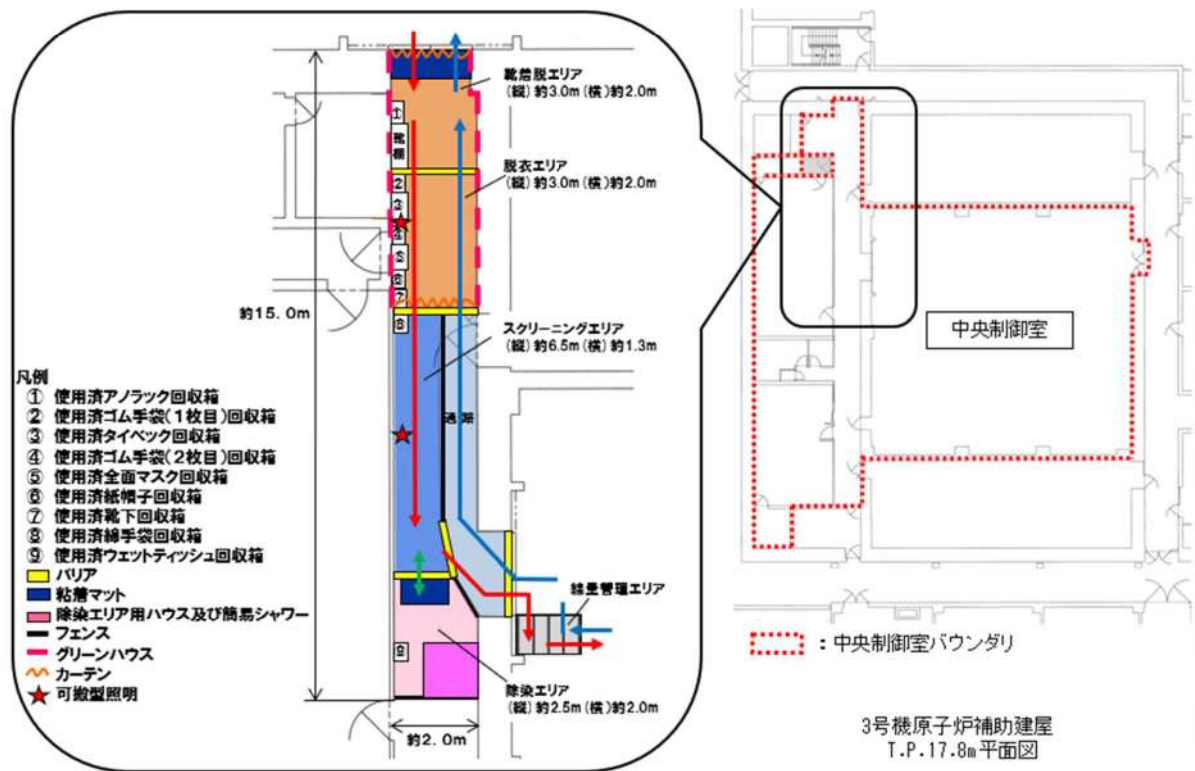 靴着脱エリア
(縦)約3.0m(横)約2.0m
①
靴棚
脱衣エリア
(縦)約3.0m(横)約2.0m
②
③
④
⑤
⑥
⑦
⑧
約15.0m
スクリーニングエリア
(縦)約6.5m(横)約1.3m
通路
線量管理エリア
⑨
除染エリア
(縦)約2.5m(横)約2.0m
約2.0m
凡例
① 使用済アノラック回収箱
② 使用済ゴム手袋(1枚目)回収箱
③ 使用済タイベック回収箱
④ 使用済ゴム手袋(2枚目)回収箱
⑤ 使用済全面マスク回収箱
⑥ 使用済紙帽子回収箱
⑦ 使用済靴下回収箱
⑧ 使用済綿手袋回収箱
⑨ 使用済ウェットティッシュ回収箱
バリア
粘着マット
除染エリア用ハウス及び簡易シャワー
フェンス
グリーンハウス
カーテン
可搬型照明
中央制御室
：中央制御室バウンダリ
3号機原子炉補助建屋
T.P.17.8m平面図